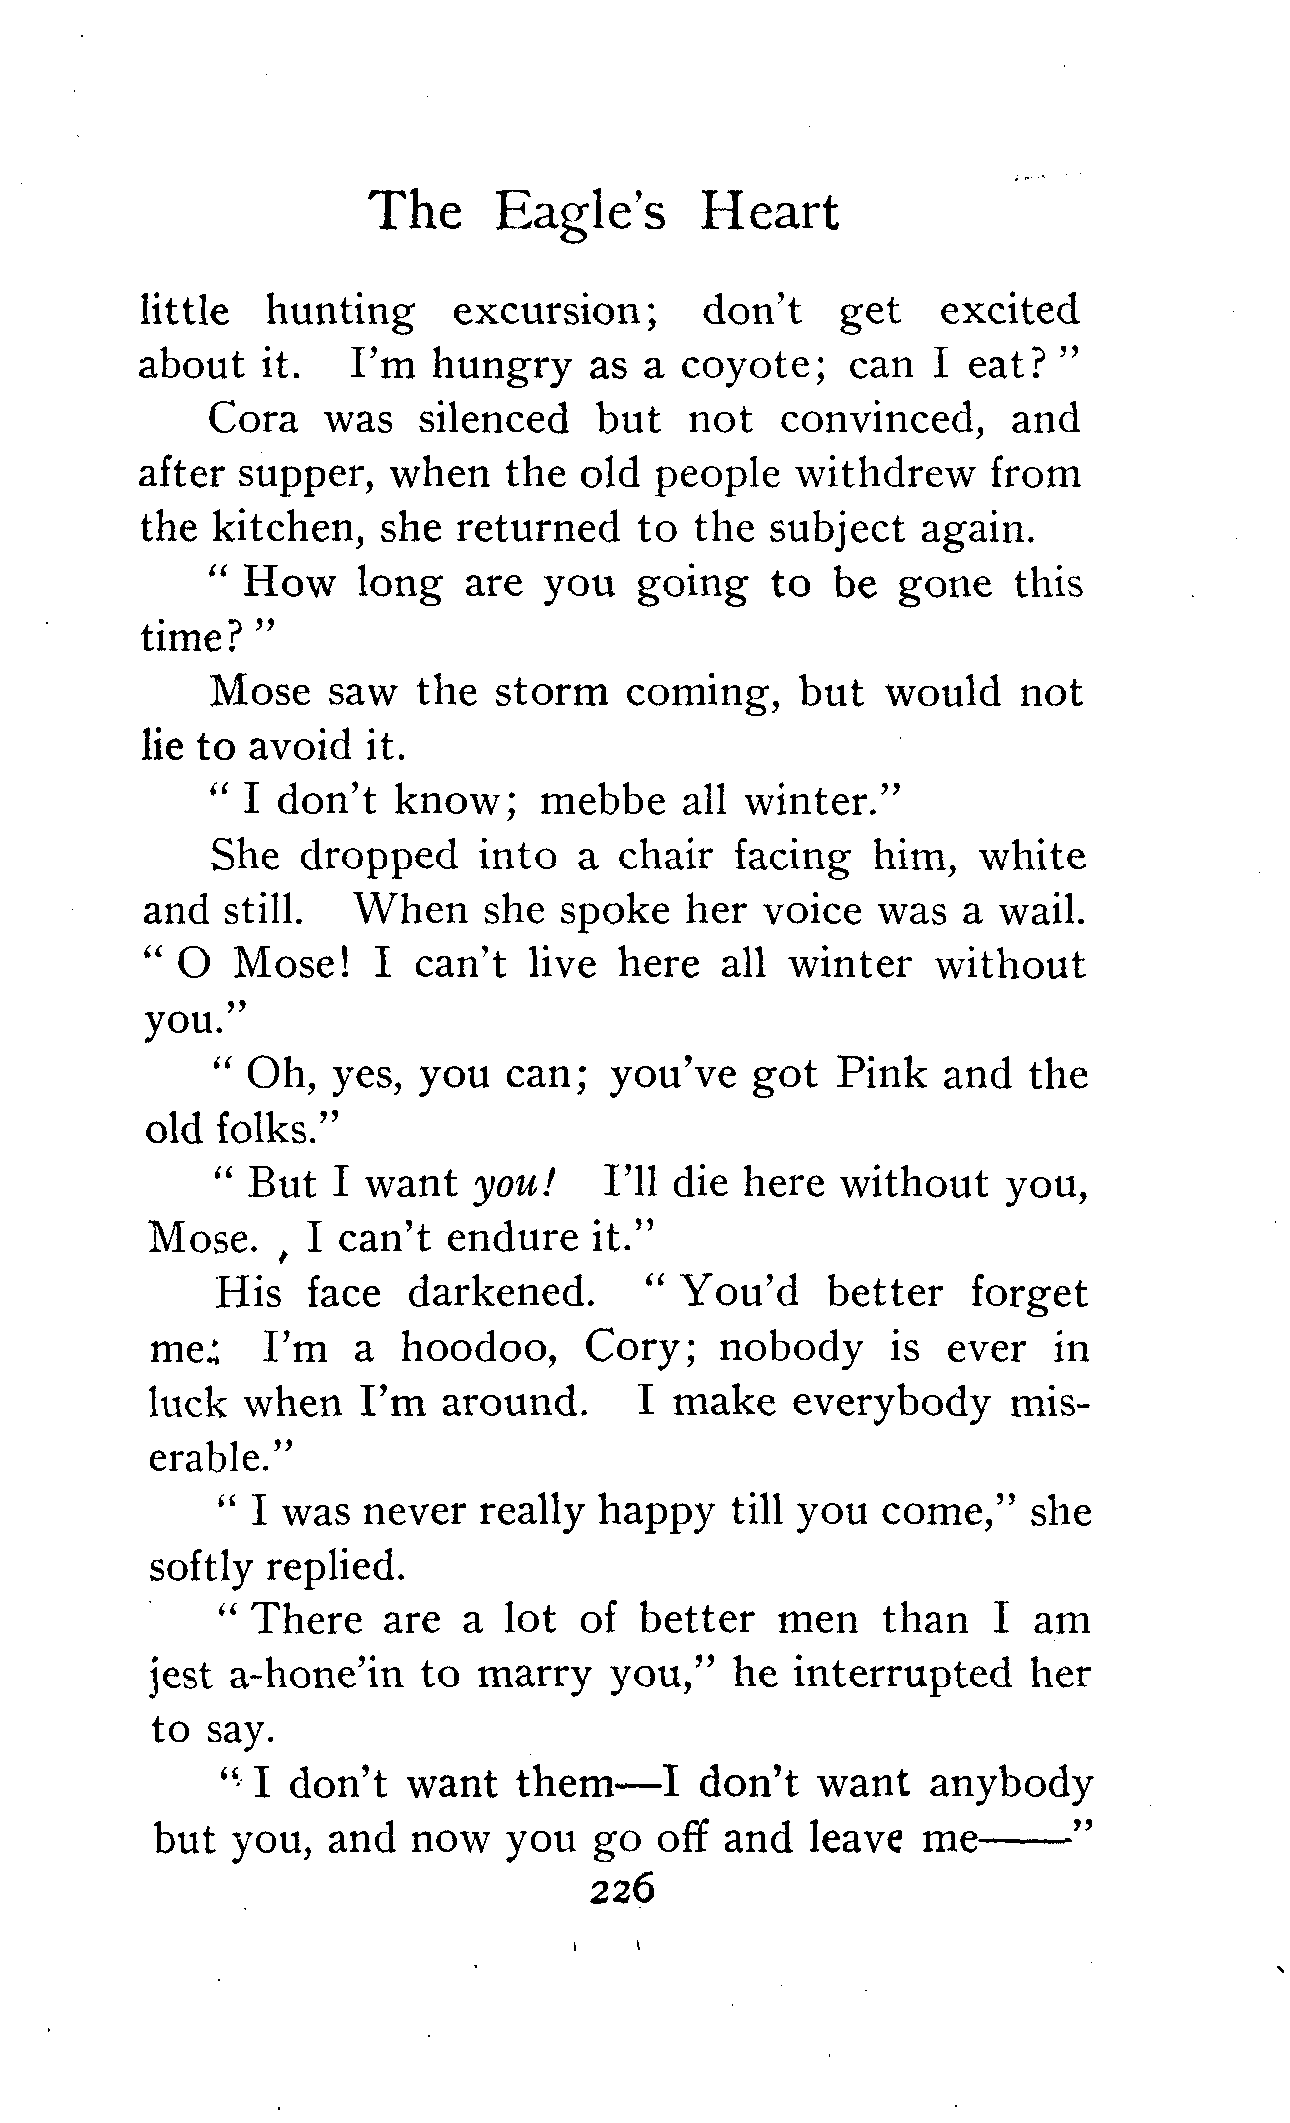 The Eagle's Heart
little hunting excursion; don't get excited
about it. I'm hungry as a coyote; can I eat? "
Cora was silenced but not convinced, and
after supper, when the old people withdrew from
the kitchen, she returned to the subject again.
" How long are you going to be gone this
time? "
Mose saw the storm coming, but would not
lie to avoid it.
" I don't know; mebbe all winter."
She dropped into a chair facing him, white
and still. When she spoke her voice was a wail.
" O Mose! I can't live here all winter without
you."
" Oh, yes, you can; you've got Pink and the
old folks."
" But I want you! I'll die here without you,
Mose. I can't endure it."
His face darkened. " You'd better forget
me; I'm a hoodoo, Cory; nobody is ever in
luck when I'm around. I make everybody mis-
erable."
" I was never really happy till you come," she
softly replied.
" There are a lot of better men than I am
jest a-hone'in to marry you," he interrupted her
to say.
" I don't want them—I don't want anybody
but you, and now you go off and leave me——"
226